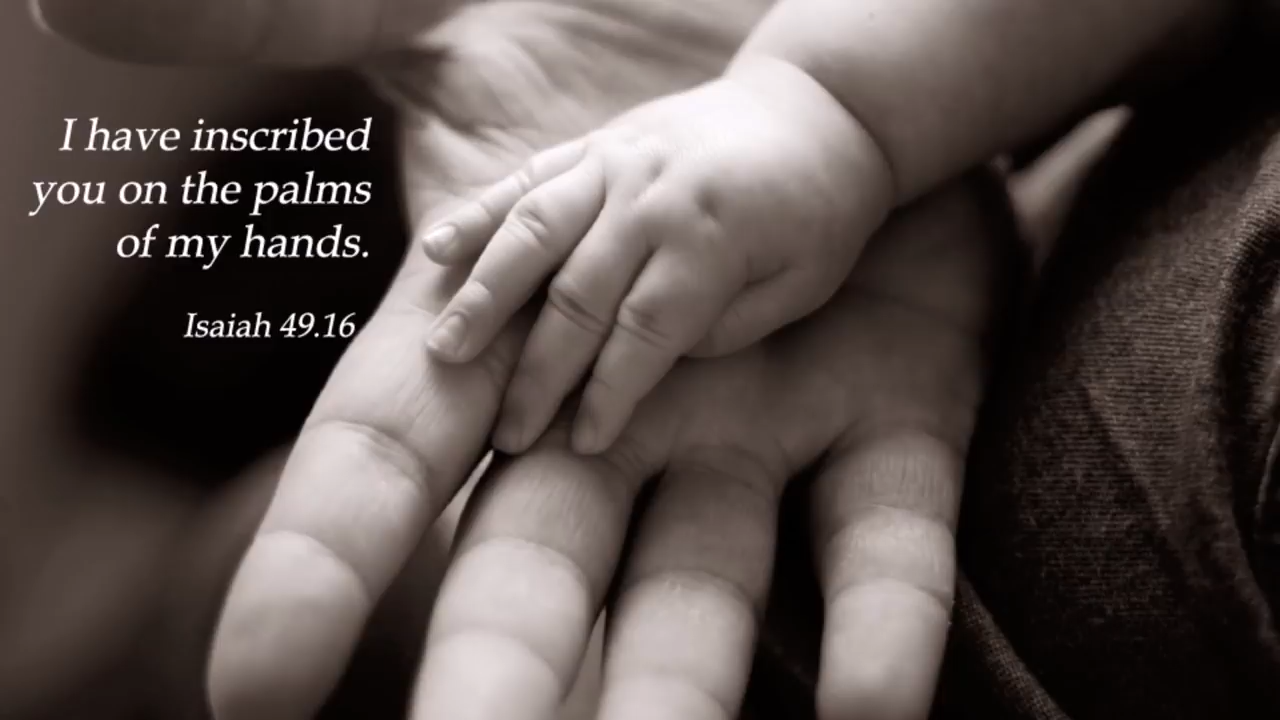 I have inscribed
you on the palms
of my hands.
Isaiah 49.16